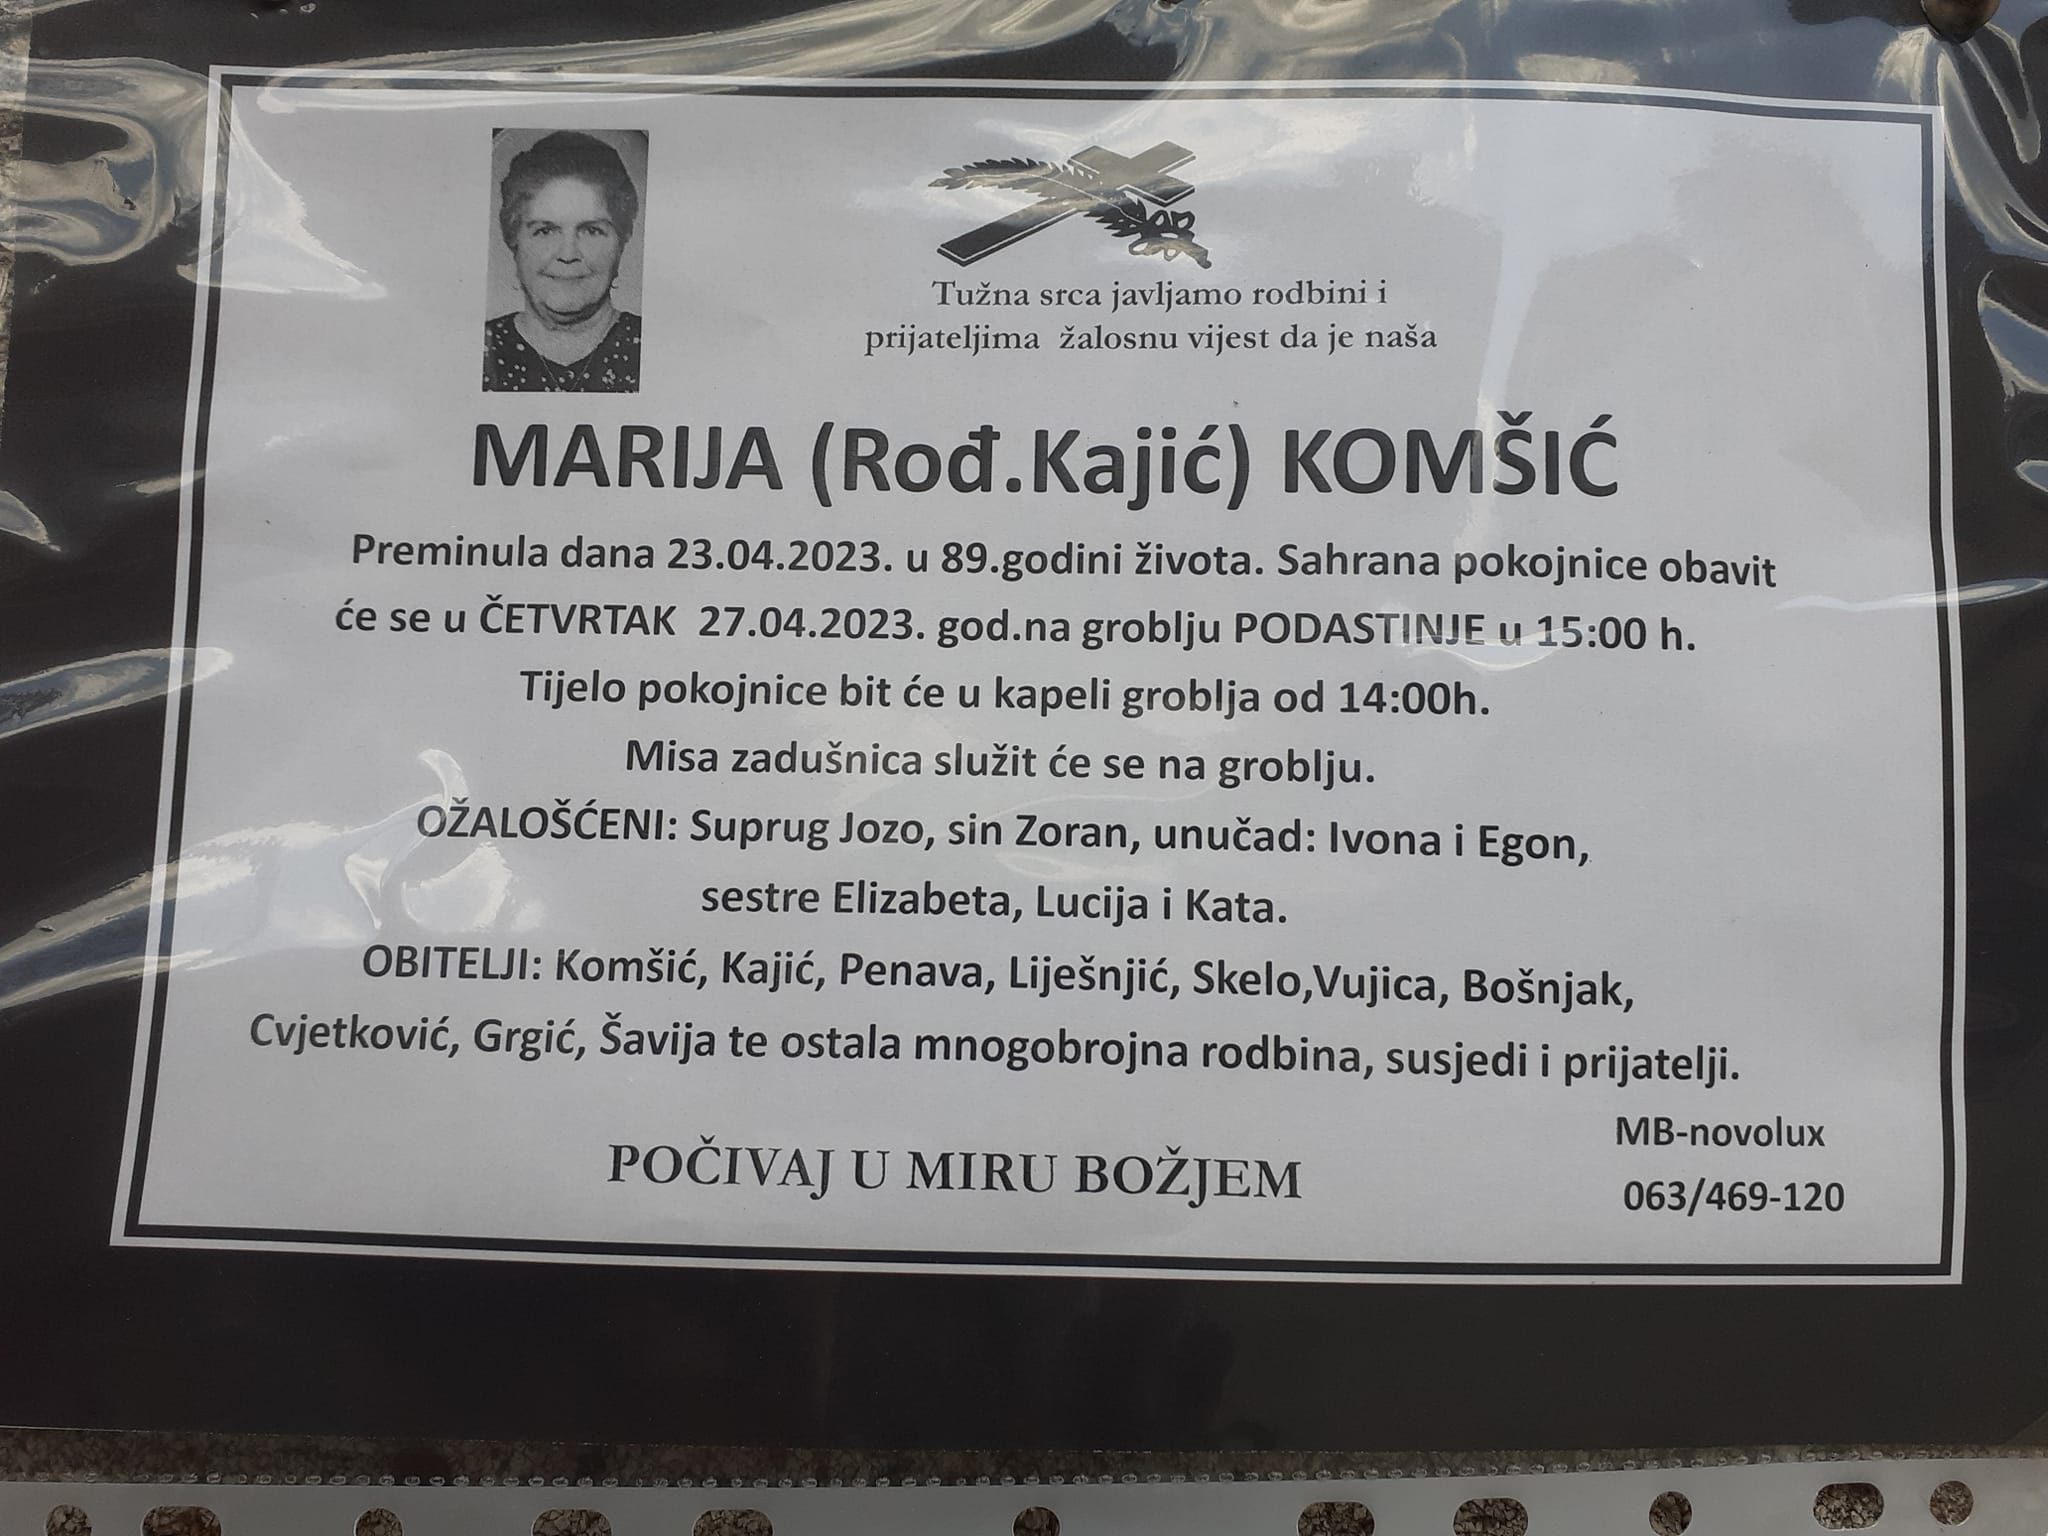 Tužna srca javljamo rodbini i
prijateljima žalosnu vijest da je naša
MARIJA (Rođ.Kajić) KOMŠIĆ
Preminula dana 23.04.2023. u 89.godini života. Sahrana pokojnice obavit
će se u ČETVRTAK 27.04.2023. god.na groblju PODASTINJE u 15:00 h.
Tijelo pokojnice bit će u kapeli groblja od 14:00h.
Misa zadušnica služit će se na groblju.
OŽALOŠĆENI: Suprug Jozo, sin Zoran, unučad: Ivona i Egon,
sestre Elizabeta, Lucija i Kata.
OBITELJI: Komšić, Kajić, Penava, Liješnjić, Skelo,Vujica, Bošnjak,
Cvjetković, Grgić, Šavija te ostala mnogobrojna rodbina, susjedi i prijatelji.
POČIVAJ U MIRU BOŽJEM
MB-novolux
063/469-120